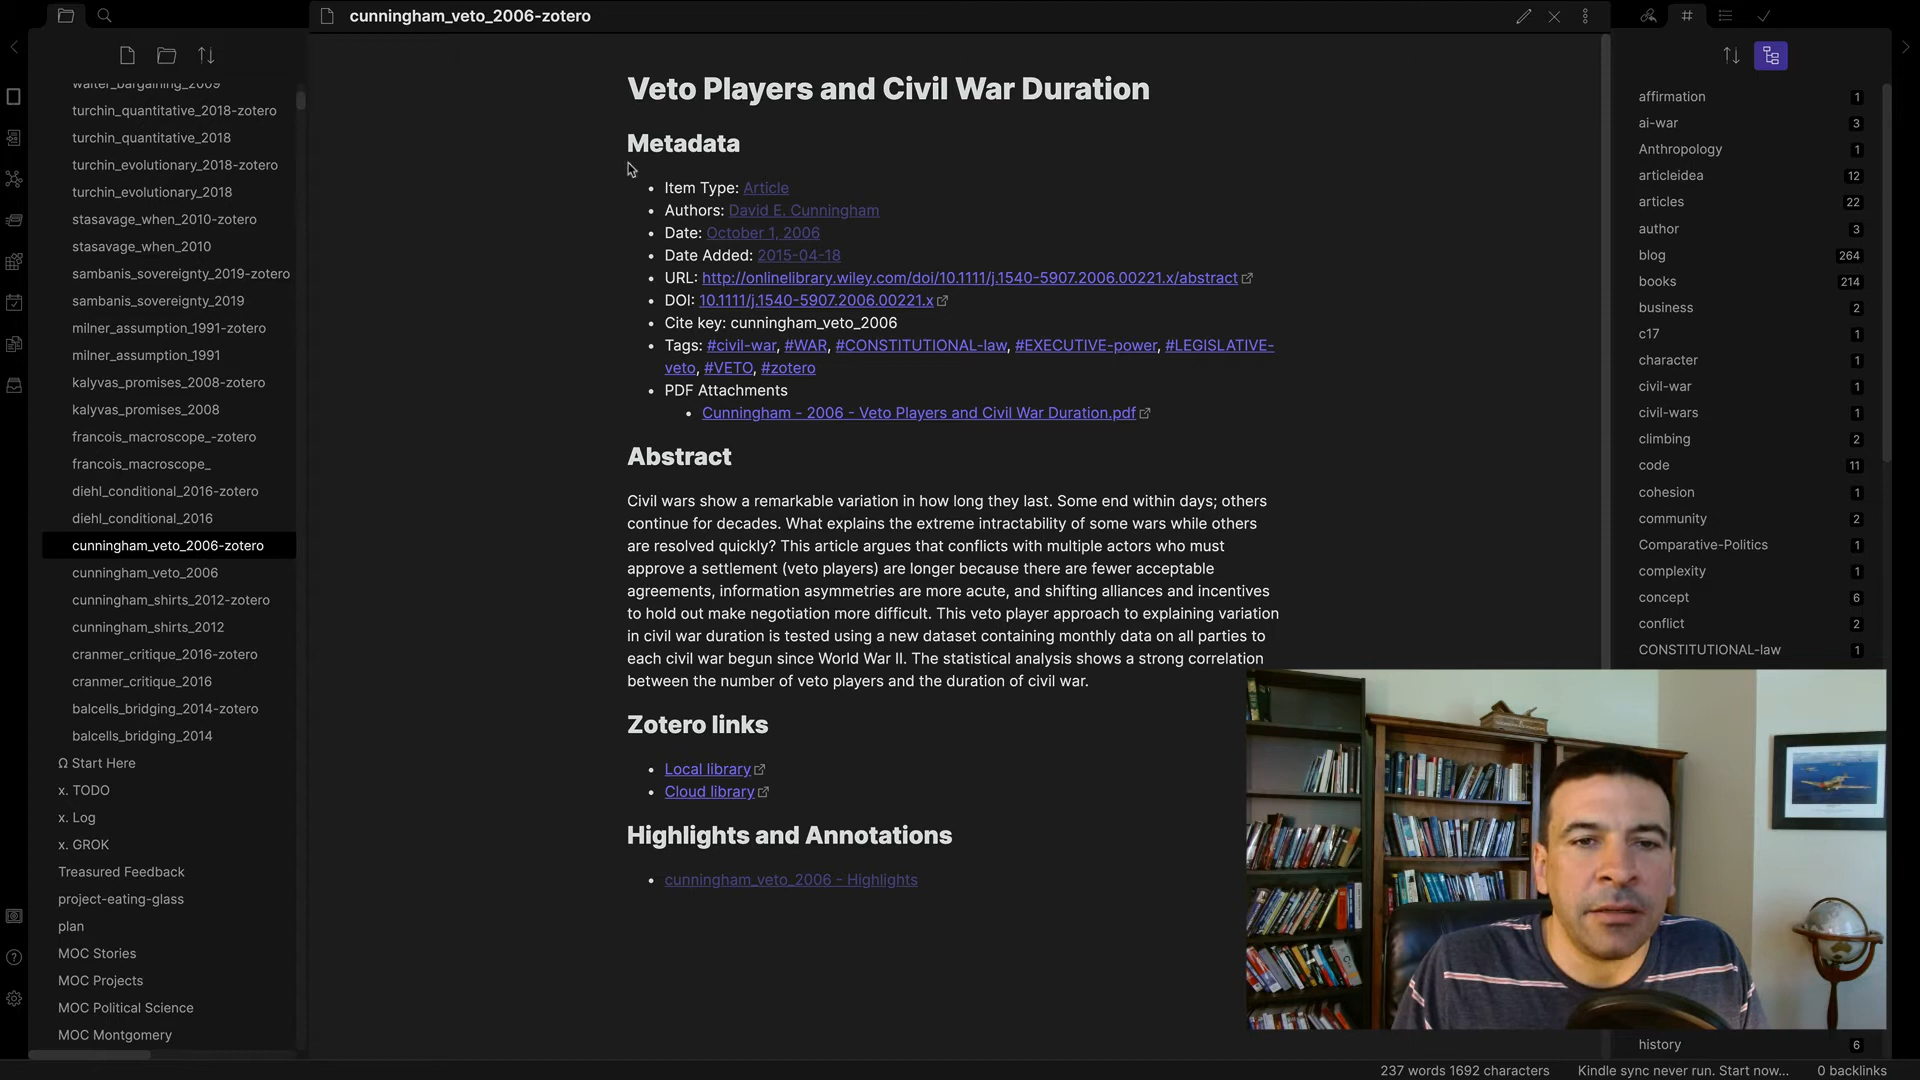 cunningham_veto_2006-zotero
walter_bargaining_2009
turchin_quantitative_2018-zotero
turchin_quantitative_2018
turchin_evolutionary_2018-zotero
turchin_evolutionary_2018
stasavage_when_2010-zotero
stasavage_when_2010
sambanis_sovereignty_2019-zotero
sambanis_sovereignty_2019
milner_assumption_1991-zotero
milner_assumption_1991
kalyvas_promises_2008-zotero
kalyvas_promises_2008
francois_macroscope_-zotero
francois_macroscope_
diehl_conditional_2016-zotero
diehl_conditional_2016
cunningham_veto_2006-zotero
cunningham_veto_2006
cunningham_shirts_2012-zotero
cunningham_shirts_2012
cranmer_critique_2016-zotero
cranmer_critique_2016
balcells_bridging_2014-zotero
balcells_bridging_2014
Ω Start Here
x. TODO
x. Log
x. GROK
Treasured Feedback
project-eating-glass
plan
MOC Stories
MOC Projects
MOC Political Science
MOC Montgomery
Veto Players and Civil War Duration
Metadata
• Item Type: Article
• Authors: David E. Cunningham
• Date: October 1, 2006
• Date Added: 2015-04-18
• URL: http://onlinelibrary.wiley.com/doi/10.1111/j.1540-5907.2006.00221.x/abstract
• DOI: 10.1111/j.1540-5907.2006.00221.x
• Cite key: cunningham_veto_2006
• Tags: #civil-war, #WAR, #CONSTITUTIONAL-law, #EXECUTIVE-power, #LEGISLATIVE-
veto, #VETO, #zotero
• PDF Attachments
• Cunningham - 2006 - Veto Players and Civil War Duration.pdf
Abstract
Civil wars show a remarkable variation in how long they last. Some end within days; others
continue for decades. What explains the extreme intractability of some wars while others
are resolved quickly? This article argues that conflicts with multiple actors who must
approve a settlement (veto players) are longer because there are fewer acceptable
agreements, information asymmetries are more acute, and shifting alliances and incentives
to hold out make negotiation more difficult. This veto player approach to explaining variation
in civil war duration is tested using a new dataset containing monthly data on all parties to
each civil war begun since World War II. The statistical analysis shows a strong correlation
between the number of veto players and the duration of civil war.
Zotero links
• Local library
• Cloud library
Highlights and Annotations
• cunningham_veto_2006 - Highlights
affirmation 1
ai-war 3
Anthropology 1
articleidea 12
articles 22
author 3
blog 264
books 214
business 2
c17 1
character 1
civil-war 1
civil-wars 1
climbing 2
code 11
cohesion 1
community 2
Comparative-Politics 1
complexity 1
concept 6
conflict 2
CONSTITUTIONAL-law 1
history 6
237 words 1692 characters
Kindle sync never run. Start now...
0 backlinks